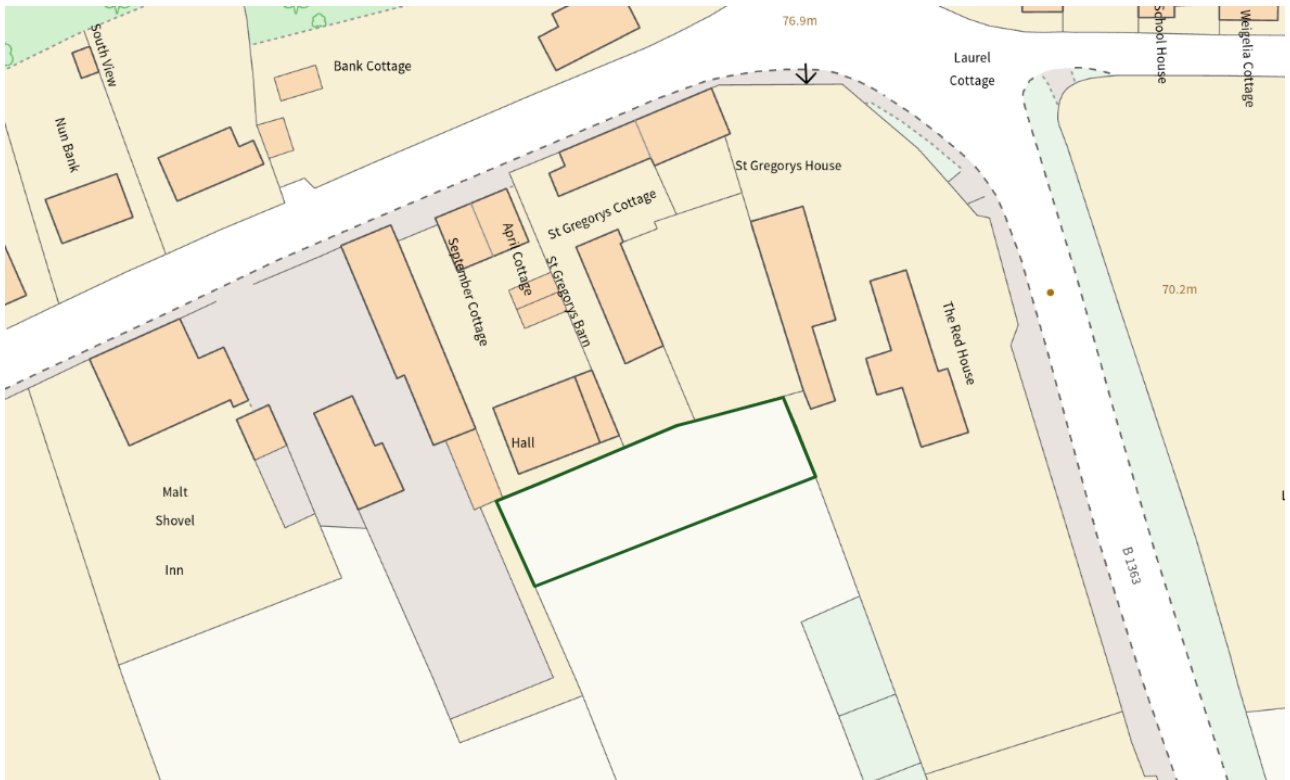 76.9m
South View
Bank Cottage
Laurel
Cottage
School House
Weigelia Cottage
Nun Bank
St Gregorys House
St Gregorys Cottage
September Cottage
April Cottage
St Gregorys Barn
The Red House
70.2m
Hall
Malt
Shovel
Inn
B 1363